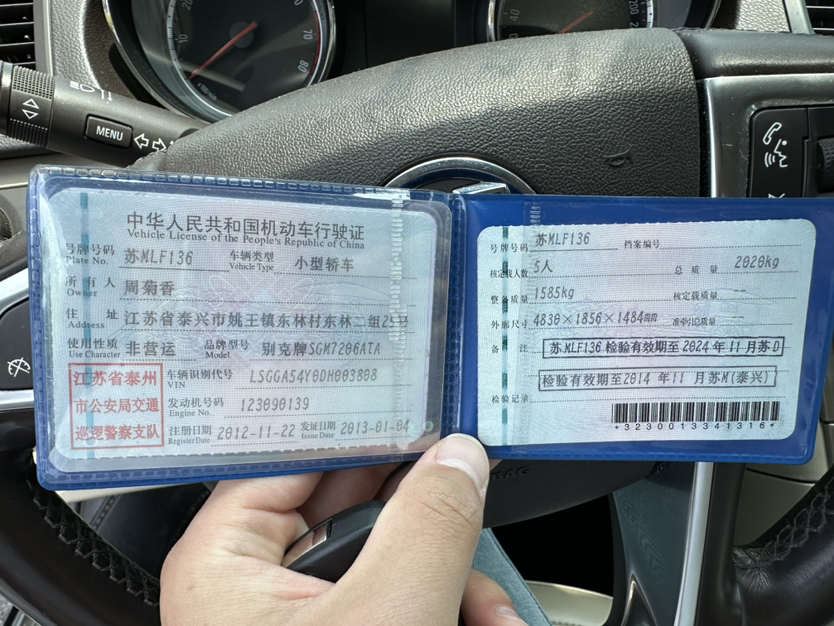 MENU
中华人民共和国机动车行驶证
Vehicle License of the People's Republic of China
号牌号码 苏MLF136 车辆类型 小型轿车
Plate No. Vehicle Type
所有人 周菊香
Owner
住址 江苏省泰兴市姚王镇东林村东林二组25号
Address
使用性质 非营运 品牌型号 别克牌SGM7206ATA
Use Character Model
江苏省泰州
市公安局交通
巡逻警察支队
车辆识别代号 LSGGA54Y0DH003808
VIN
发动机号码 123090139
Engine No.
注册日期 2012-11-22 发证日期 2013-01-04
Register Date Issue Date
号牌号码 苏MLF136 档案编号
核定载人数 5人 总质量 2020kg
整备质量 1585kg 核定载质量 --
外廓尺寸 4830×1856×1484mm 准牵引总质量 --
备注 苏MLF136 检验有效期至2024年11月苏D
检验有效期至2014年11月苏M(泰兴)
检验记录
*3230013341316*